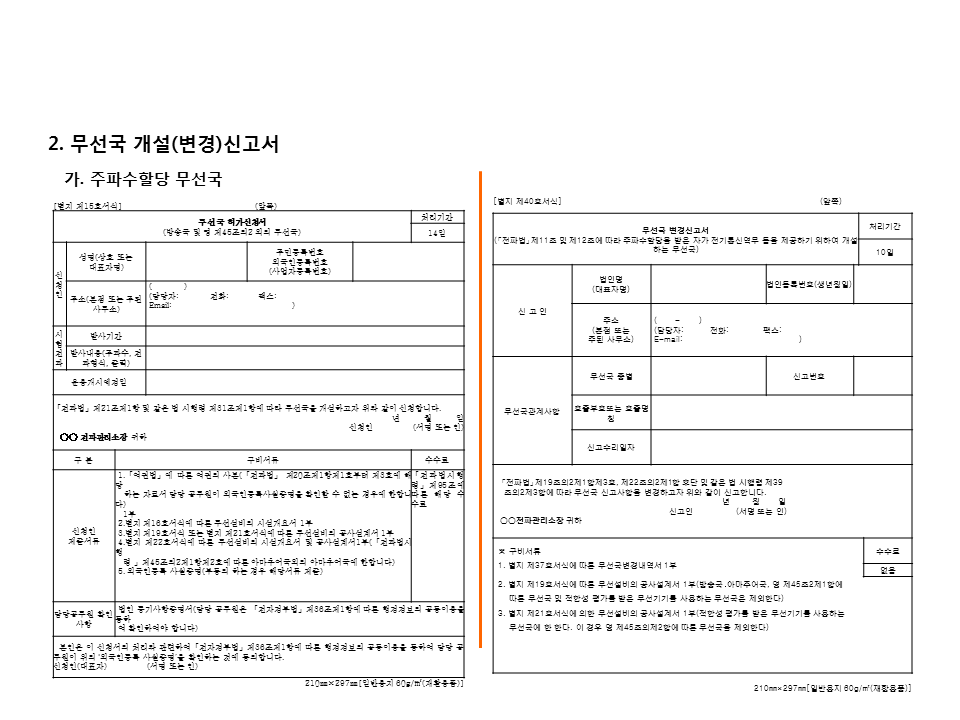 2. 무선국 개설(변경)신고서
가. 주파수할당 무선국
[별지 제15호서식] (앞쪽)
무선국 허가신청서
(방송국 및 영 제45조의2 외의 무선국)
처리기간
14일
신청인
성명(상호 또는
대표자명)
주민등록번호
외국인등록번호
(사업자등록번호)
주소(본점 또는 주된
사무소)
( )
(담당자: 전화: 팩스:
Email: )
시험전파
발사기간
발사내용(주파수, 전
파형식, 출력)
운용개시예정일
「전파법」제21조제1항 및 같은 법 시행령 제31조제1항에 따라 무선국을 개설하고자 위와 같이 신청합니다.
년 월 일
신청인 (서명 또는 인)
○○ 전파관리소장 귀하
구 분
구비서류
수수료
신청인
제출서류
1.「여권법」에 따른 여권의 사본(「전파법」 제20조제1항제1호부터 제3호에 해
당
하는 자로서 담당 공무원이 외국인등록사실증명을 확인할 수 없는 경우에 한합니
다)
1부
2.별지 제16호서식에 따른 무선설비의 시설개요서 1부
3.별지 제19호서식 또는 별지 제21호서식에 따른 무선설비의 공사설계서 1부
4.별지 제22호서식에 따른 무선설비의 시설개요서 및 공사설계서1부(「전파법시
행
령」제45조의2제1항제2호에 따른 아마추어국외의 아마추어국에 한합니다)
5.외국인등록 사실증명(부동의 하는 경우 해당서류 제출)
「전파법시행
령」제95조에
따른 해당 수
수료
담당공무원 확인
사항
법인 등기사항증명서(담당 공무원은 「전자정부법」제36조제1항에 따른 행정정보의 공동이용을
통하
여 확인하여야 합니다)
본인은 이 신청서의 처리와 관련하여「전자정부법」제36조제1항에 따른 행정정보의 공동이용을 통하여 담당 공
무원이 위의 '외국인등록 사실증명'을 확인하는 것에 동의합니다.
신청인(대표자) (서명 또는 인)
210㎜×297㎜[일반용지 60g/㎡(재활용품)]
[별지 제40호서식] (앞쪽)
무선국 변경신고서
(「전파법」제11조 및 제12조에 따라 주파수할당을 받은 자가 전기통신역무 등을 제공하기 위하여 개설
하는 무선국)
처리기간
10일
신 고 인
법인명
(대표자명)
법인등록번호(생년월일)
주소
(본점 또는
주된 사무소)
( - )
(담당자: 전화: 팩스:
E-mail: )
무선국관계사항
무선국 종별
신고번호
호출부호또는 호출명
칭
신고수리일자
「전파법」제19조의2제1항제3호, 제22조의2제1항 후단 및 같은 법 시행령 제39
조의2제3항에 따라 무선국 신고사항을 변경하고자 위와 같이 신고합니다.
년 월 일
신고인 (서명 또는 인)
○○전파관리소장 귀하
※ 구비서류
수수료
1. 별지 제37호서식에 따른 무선국변경내역서 1부
없음
2. 별지 제19호서식에 따른 무선설비의 공사설계서 1부(방송국.아마추어국, 영 제45조2제1항에
따른 무선국 및 적합성 평가를 받은 무선기기를 사용하는 무선국은 제외한다)
3. 별지 제21호서식에 의한 무선설비의 공사설계서 1부(적합성 평가를 받은 무선기기를 사용하는
무선국에 한 한다. 이 경우 영 제45조의제2항에 따른 무선국을 제외한다)
210㎜×297㎜[일반용지 60g/㎡(재활용품)]